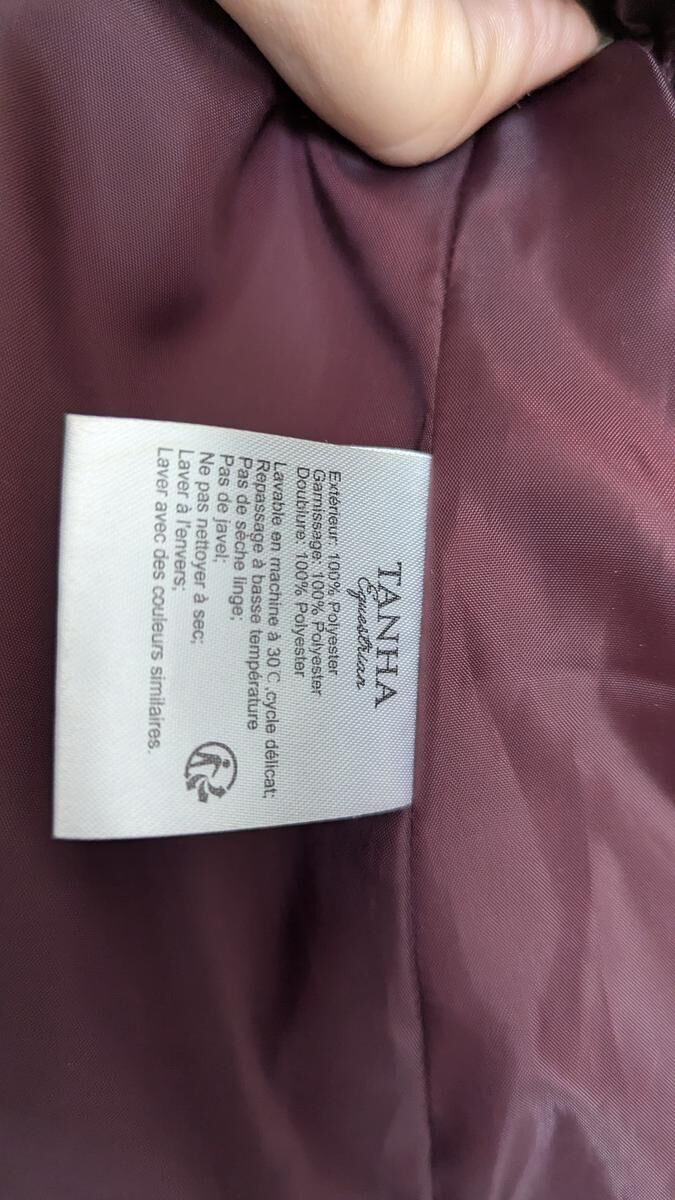 TANHA
Equestrian
Extérieur: 100% Polyester
Garnissage: 100% Polyester
Doublure: 100% Polyester
Lavable en machine à 30℃,cycle délicat;
Repassage à basse température
Pas de sèche linge;
Pas de javel;
Ne pas nettoyer à sec;
Laver à l'envers;
Laver avec des couleurs similaires.